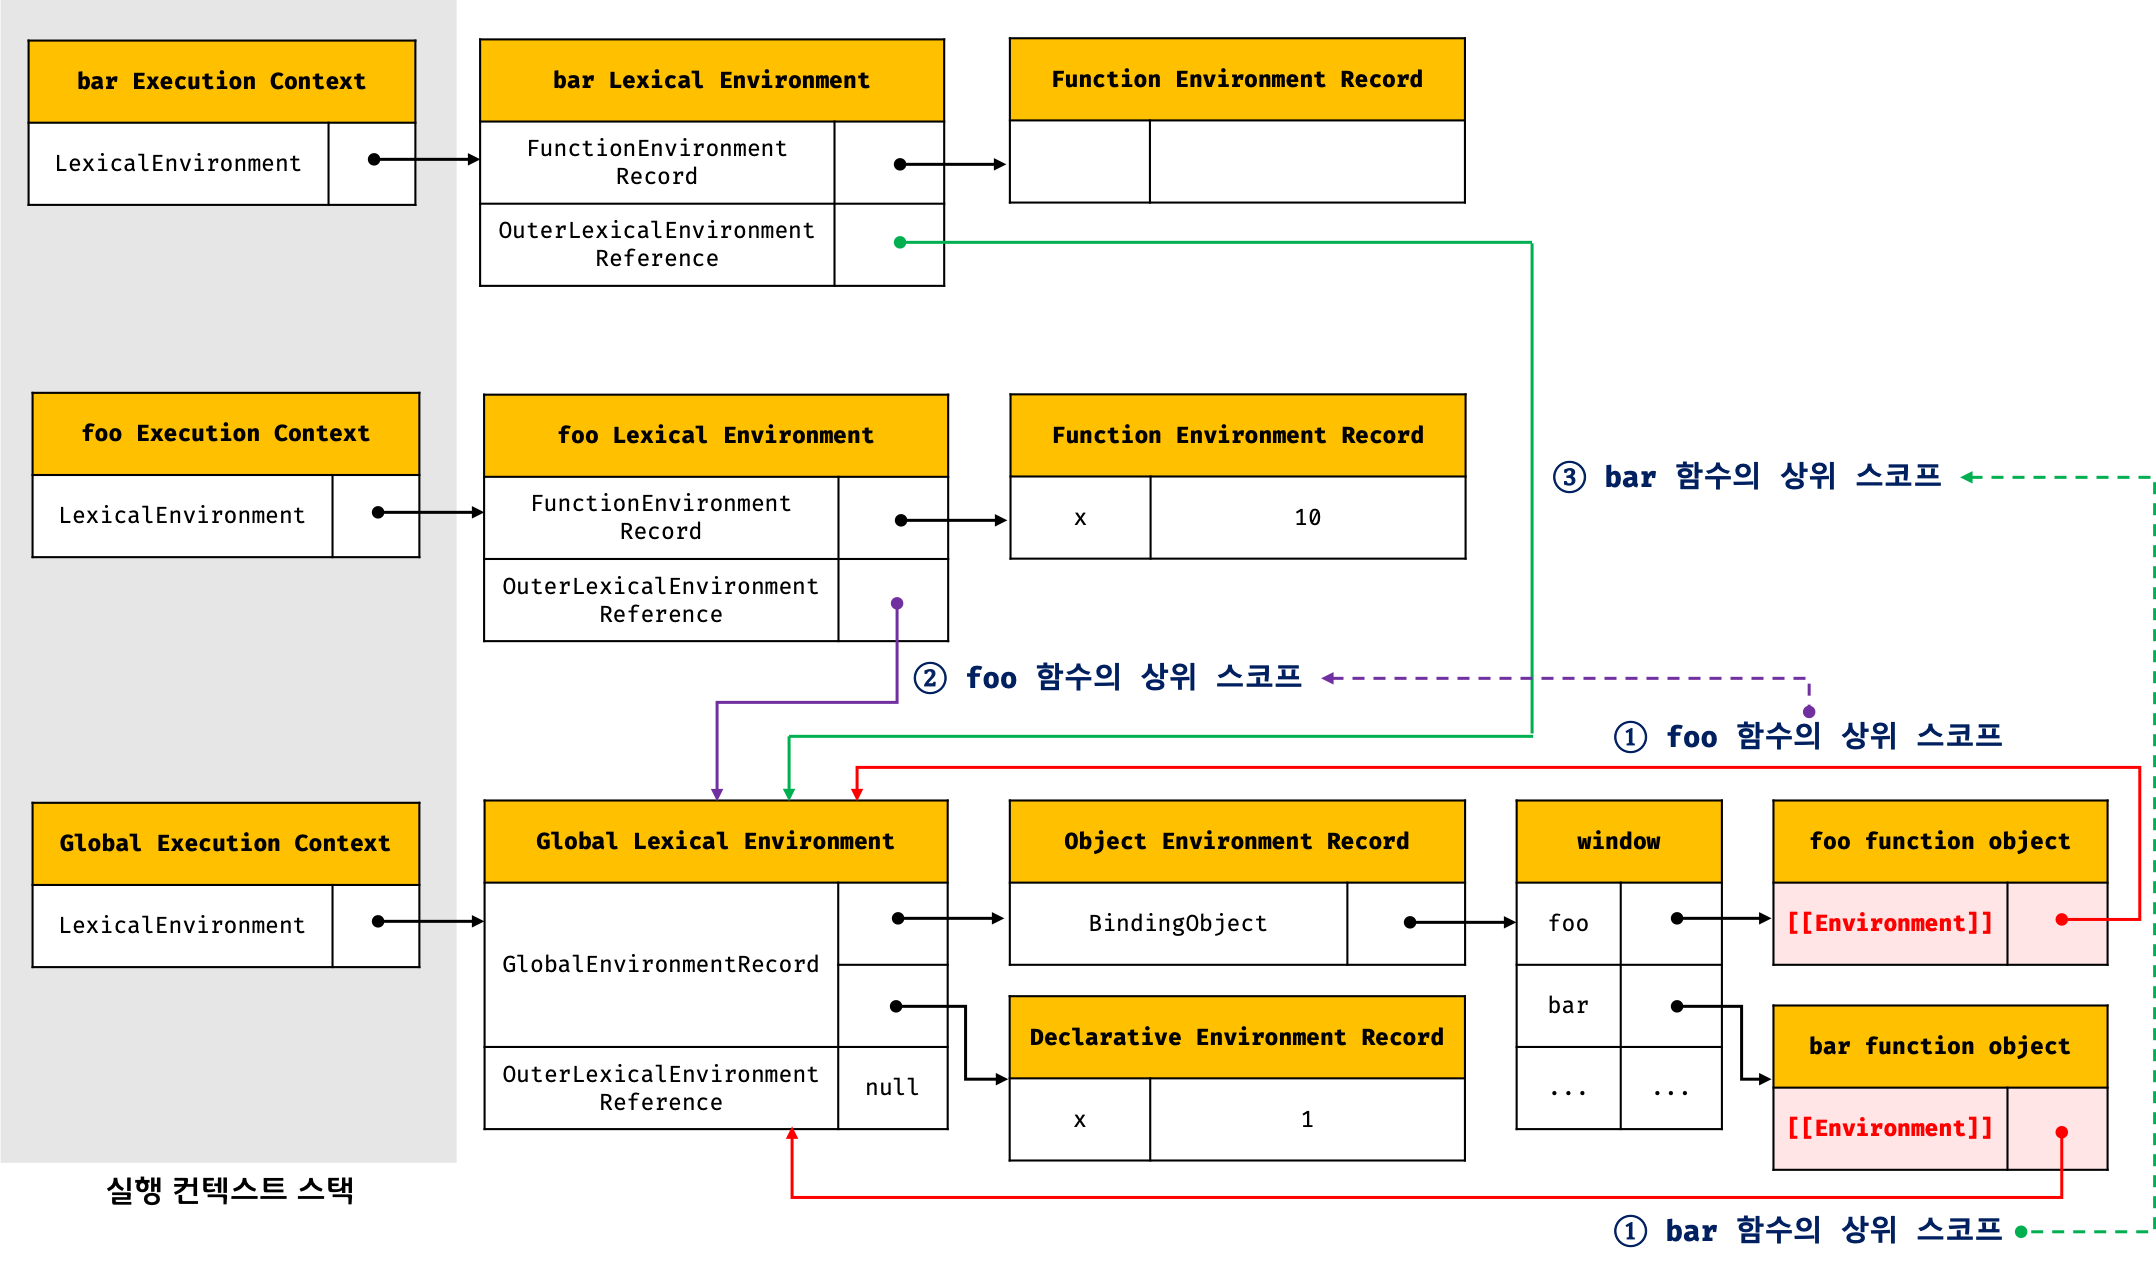 bar Execution Context
LexicalEnvironment
bar Lexical Environment
FunctionEnvironment
Record
OuterLexicalEnvironment
Reference
Function Environment Record
foo Execution Context
LexicalEnvironment
foo Lexical Environment
FunctionEnvironment
Record
OuterLexicalEnvironment
Reference
Function Environment Record
x
10
③ bar 함수의 상위 스코프
② foo 함수의 상위 스코프
① foo 함수의 상위 스코프
Global Execution Context
LexicalEnvironment
Global Lexical Environment
GlobalEnvironmentRecord
OuterLexicalEnvironment
Reference
null
Object Environment Record
BindingObject
Declarative Environment Record
x
1
window
foo
bar
...
...
foo function object
[[Environment]]
bar function object
[[Environment]]
실행 컨텍스트 스택
① bar 함수의 상위 스코프